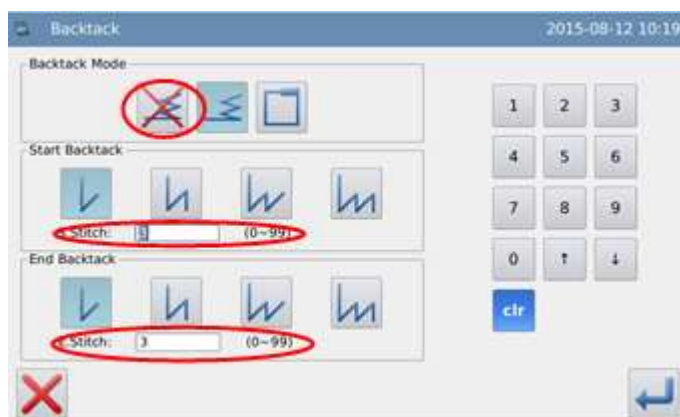 Backtack 2015-08-12 10:19
Backtack Mode
Start Backtack
Stitch: (0~99)
End Backtack
Stitch: 3 (0~99)
1 2 3
4 5 6
7 8 9
0 ↑ ↓
clr